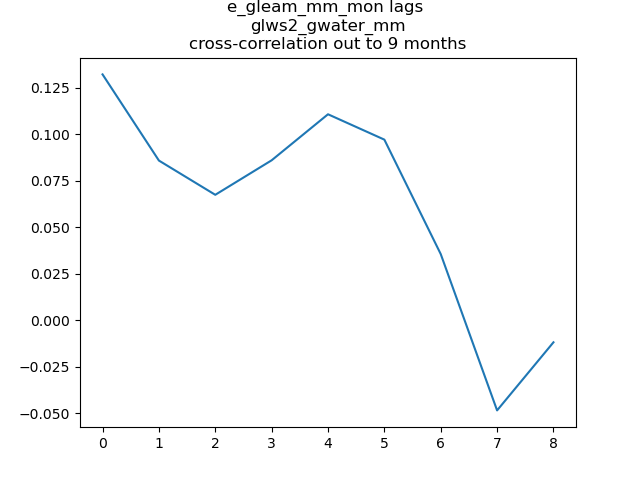 e_gleam_mm_mon lags
glws2_gwater_mm
cross-correlation out to 9 months
0.125
0.100
0.075
0.050
0.025
0.000
−0.025
−0.050
0 1 2 3 4 5 6 7 8